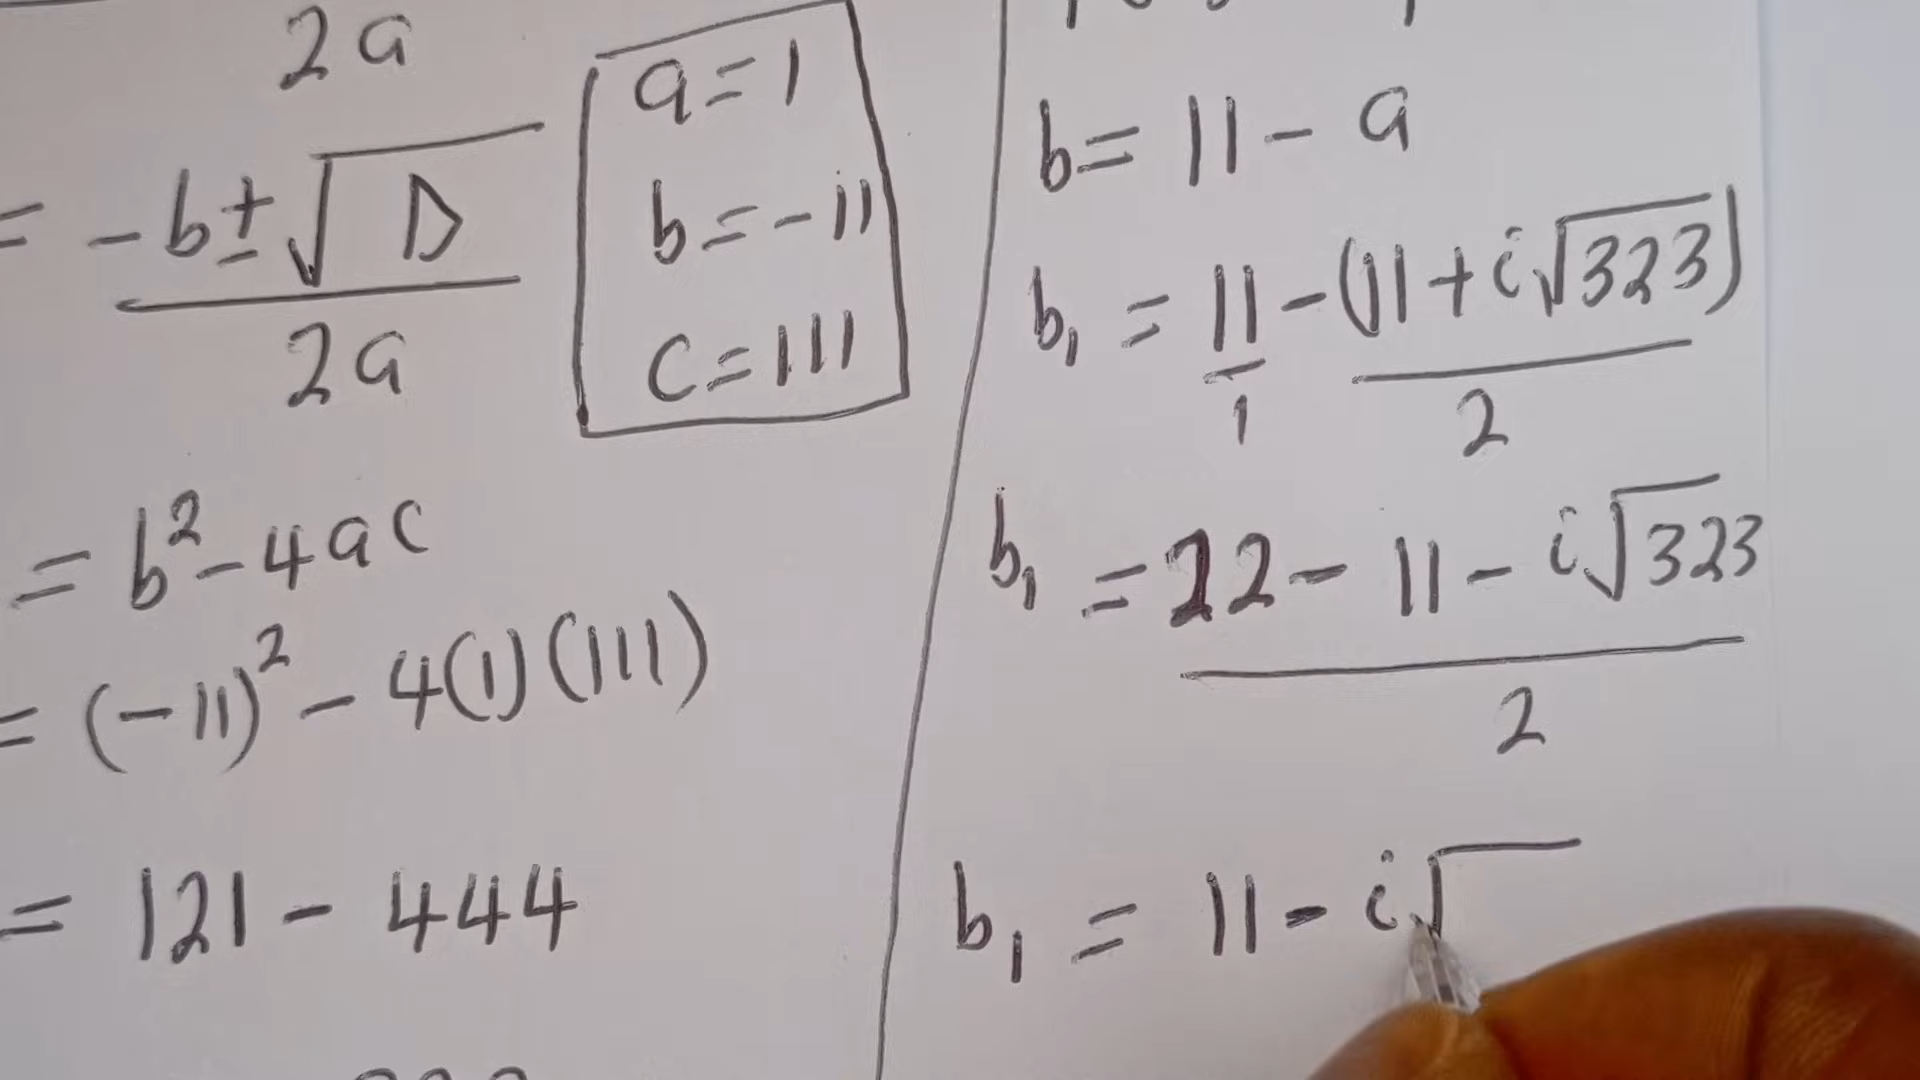 2a
= -b±√D
2a
a=1
b=-11
c=111
= b²-4ac
= (-11)² - 4(1)(111)
= 121 - 444
b= 11 - a
b₁ = 11 - (11+i√323)
1 2
b₁ = 22 - 11 - i√323
2
b₁ = 11 - i√